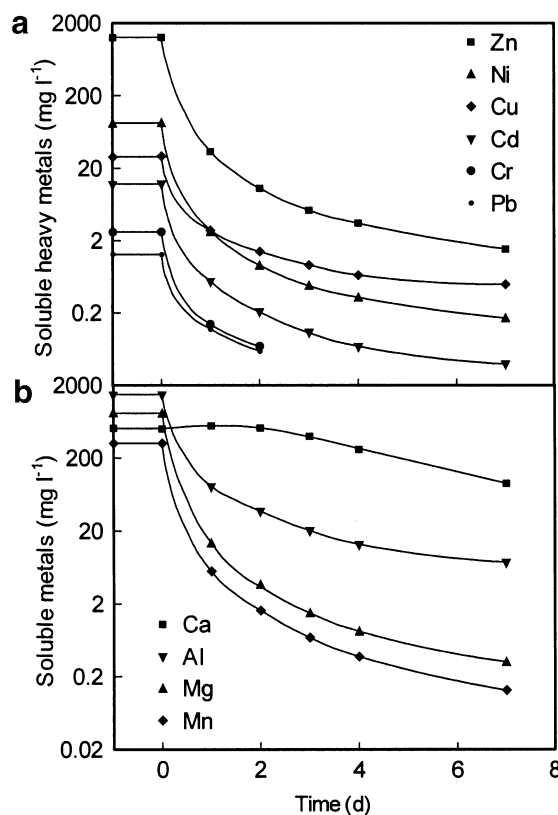 a
2000
200
20
2
0.2
Soluble heavy metals (mg l⁻¹)
Zn
Ni
Cu
Cd
Cr
Pb
b
2000
200
20
2
0.2
0.02
Soluble metals (mg l⁻¹)
Ca
Al
Mg
Mn
0 2 4 6 8
Time (d)